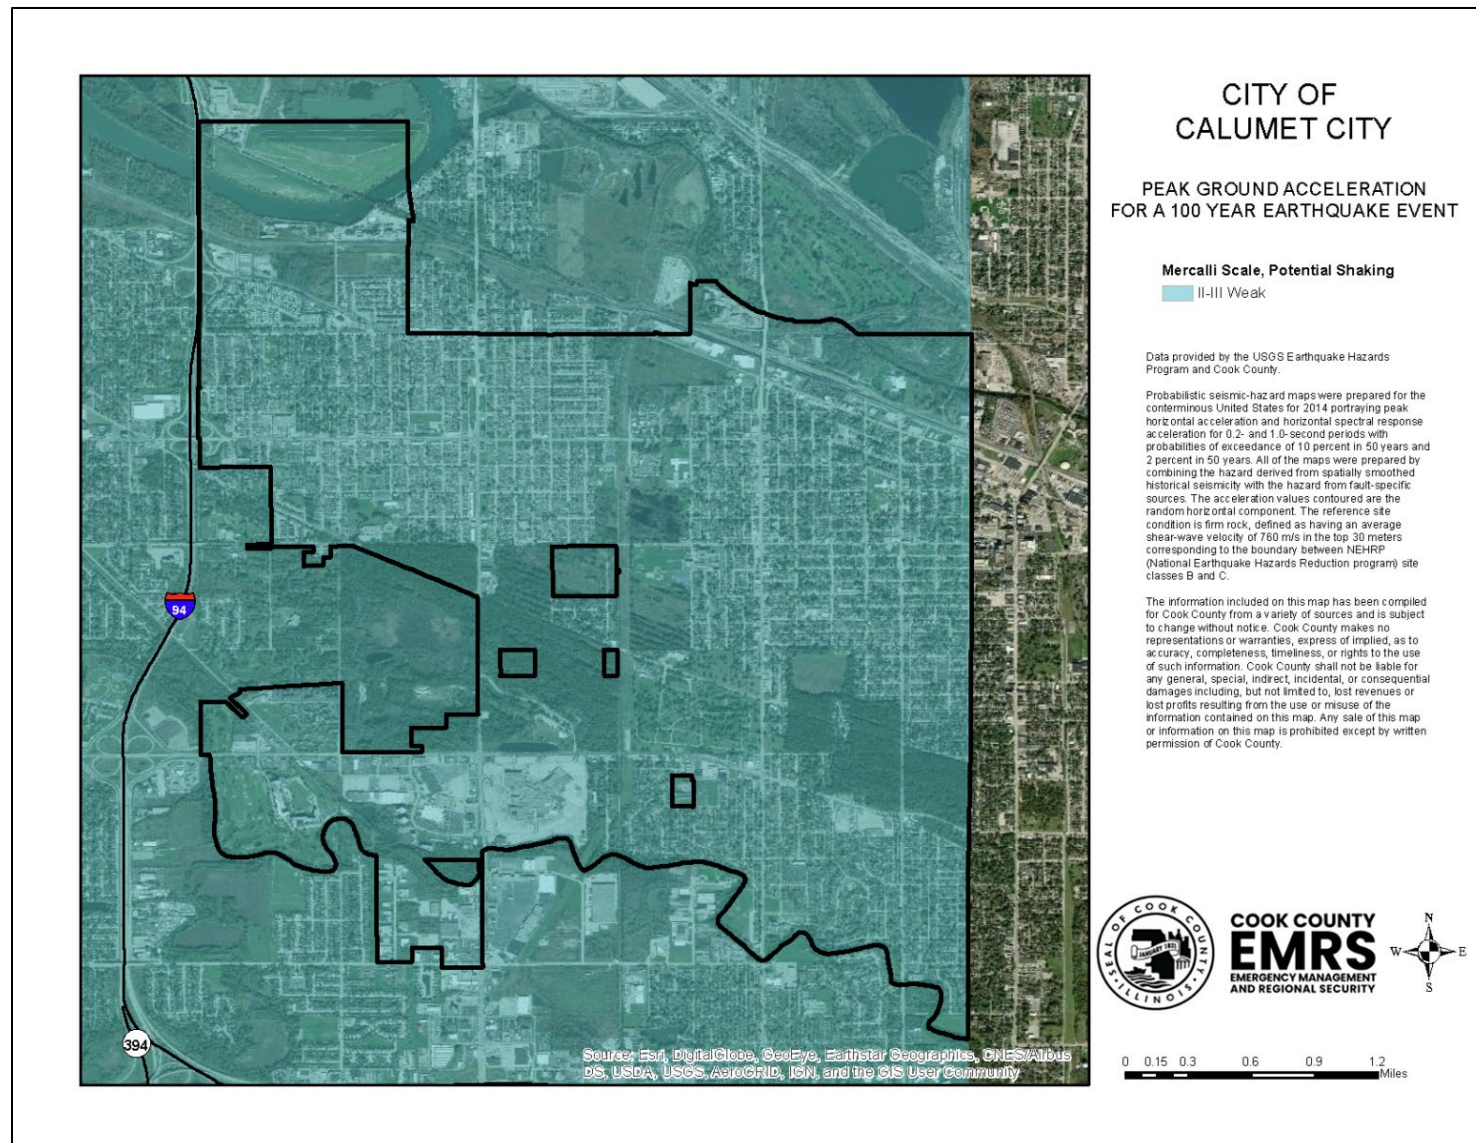 CITY OF
CALUMET CITY
PEAK GROUND ACCELERATION
FOR A 100 YEAR EARTHQUAKE EVENT
Mercalli Scale, Potential Shaking
II-III Weak
Data provided by the USGS Earthquake Hazards
Program and Cook County.
Probabilistic seismic-hazard maps were prepared for the
conterminous United States for 2014 portraying peak
horizontal acceleration and horizontal spectral response
acceleration for 0.2- and 1.0-second periods with
probabilities of exceedance of 10 percent in 50 years and
2 percent in 50 years. All of the maps were prepared by
combining the hazard derived from spatially smoothed
historical seismicity with the hazard from fault-specific
sources. The acceleration values contoured are the
random horizontal component. The reference site
condition is firm rock, defined as having an average
shear-wave velocity of 760 m/s in the top 30 meters
corresponding to the boundary between NEHRP
(National Earthquake Hazards Reduction program) site
classes B and C.
The information included on this map has been compiled
for Cook County from a variety of sources and is subject
to change without notice. Cook County makes no
representations or warranties, express of implied, as to
accuracy, completeness, timeliness, or rights to the use
of such information. Cook County shall not be liable for
any general, special, indirect, incidental, or consequential
damages including, but not limited to, lost revenues or
lost profits resulting from the use or misuse of the
information contained on this map. Any sale of this map
or information on this map is prohibited except by written
permission of Cook County.
94
394
Source: Esri, DigitalGlobe, GeoEye, Earthstar Geographics, CNES/Airbus
DS, USDA, USGS, AeroGRID, IGN, and the GIS User Community
SEAL OF COOK COUNTY
JANUARY 1831
ILLINOIS
COOK COUNTY
EMRS
EMERGENCY MANAGEMENT
AND REGIONAL SECURITY
N
W E
S
0 0.15 0.3 0.6 0.9 1.2
Miles